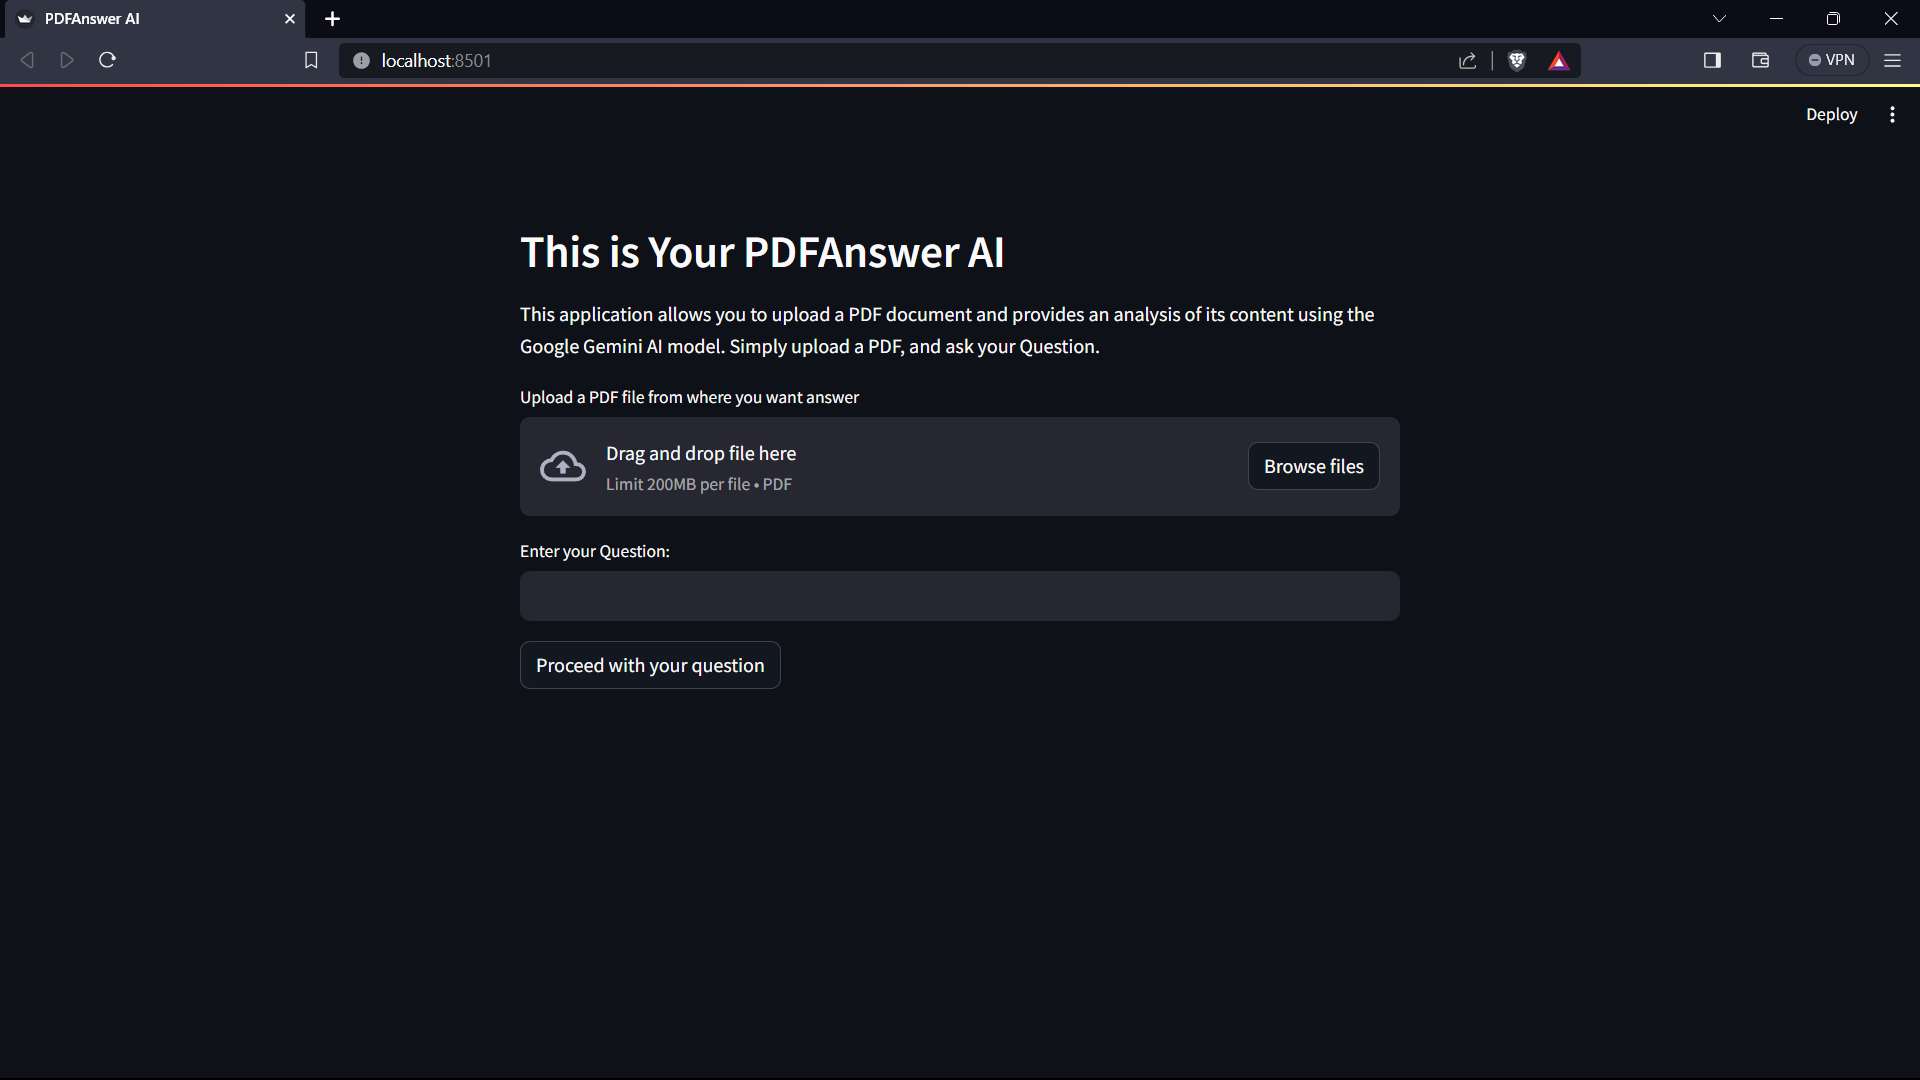 PDFAnswer AI
localhost:8501
VPN
Deploy
This is Your PDFAnswer AI
This application allows you to upload a PDF document and provides an analysis of its content using the
Google Gemini AI model. Simply upload a PDF, and ask your Question.
Upload a PDF file from where you want answer
Drag and drop file here
Limit 200MB per file • PDF
Browse files
Enter your Question:
Proceed with your question